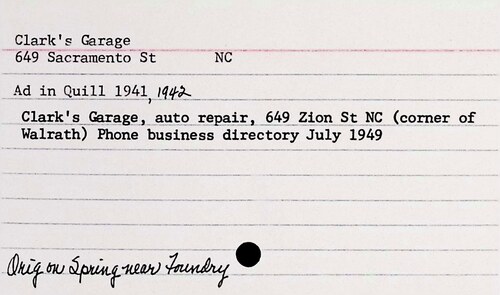 Clark's Garage
649 Sacramento St NC
Ad in Quill 1941, 1942
Clark's Garage, auto repair, 649 Zion St NC (corner of
Walrath) Phone business directory July 1949
Orig on Spring near Foundry